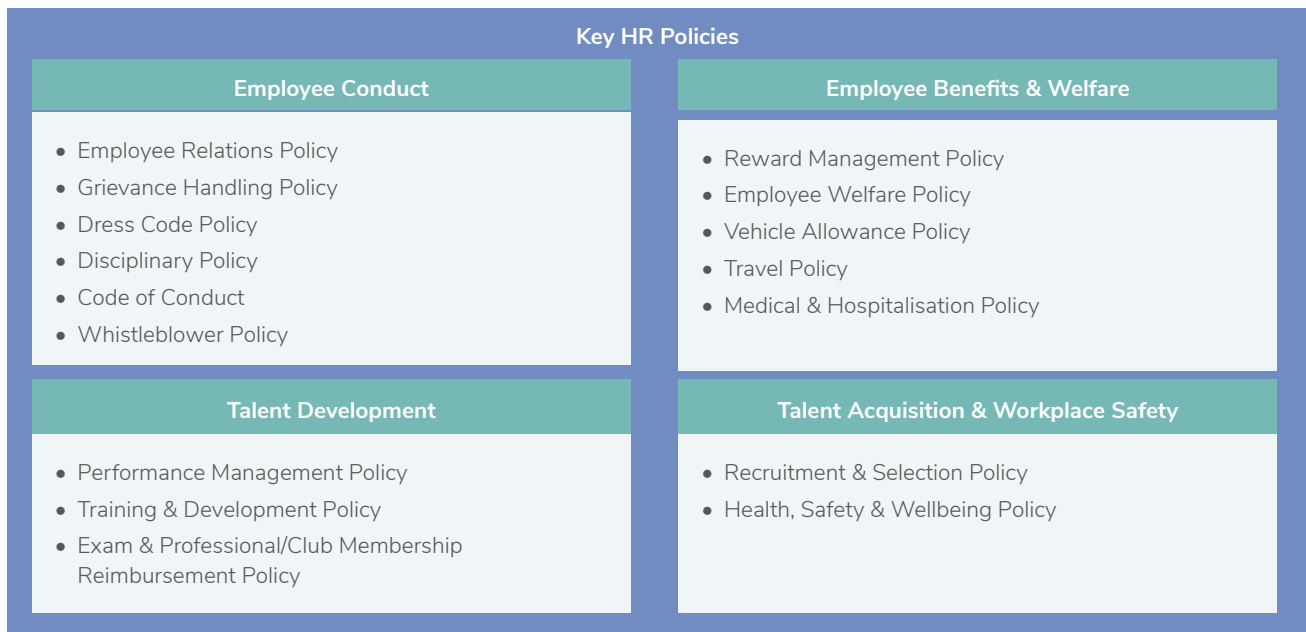 Key HR Policies
Employee Conduct
• Employee Relations Policy
• Grievance Handling Policy
• Dress Code Policy
• Disciplinary Policy
• Code of Conduct
• Whistleblower Policy
Employee Benefits & Welfare
• Reward Management Policy
• Employee Welfare Policy
• Vehicle Allowance Policy
• Travel Policy
• Medical & Hospitalisation Policy
Talent Development
• Performance Management Policy
• Training & Development Policy
• Exam & Professional/Club Membership
Reimbursement Policy
Talent Acquisition & Workplace Safety
• Recruitment & Selection Policy
• Health, Safety & Wellbeing Policy